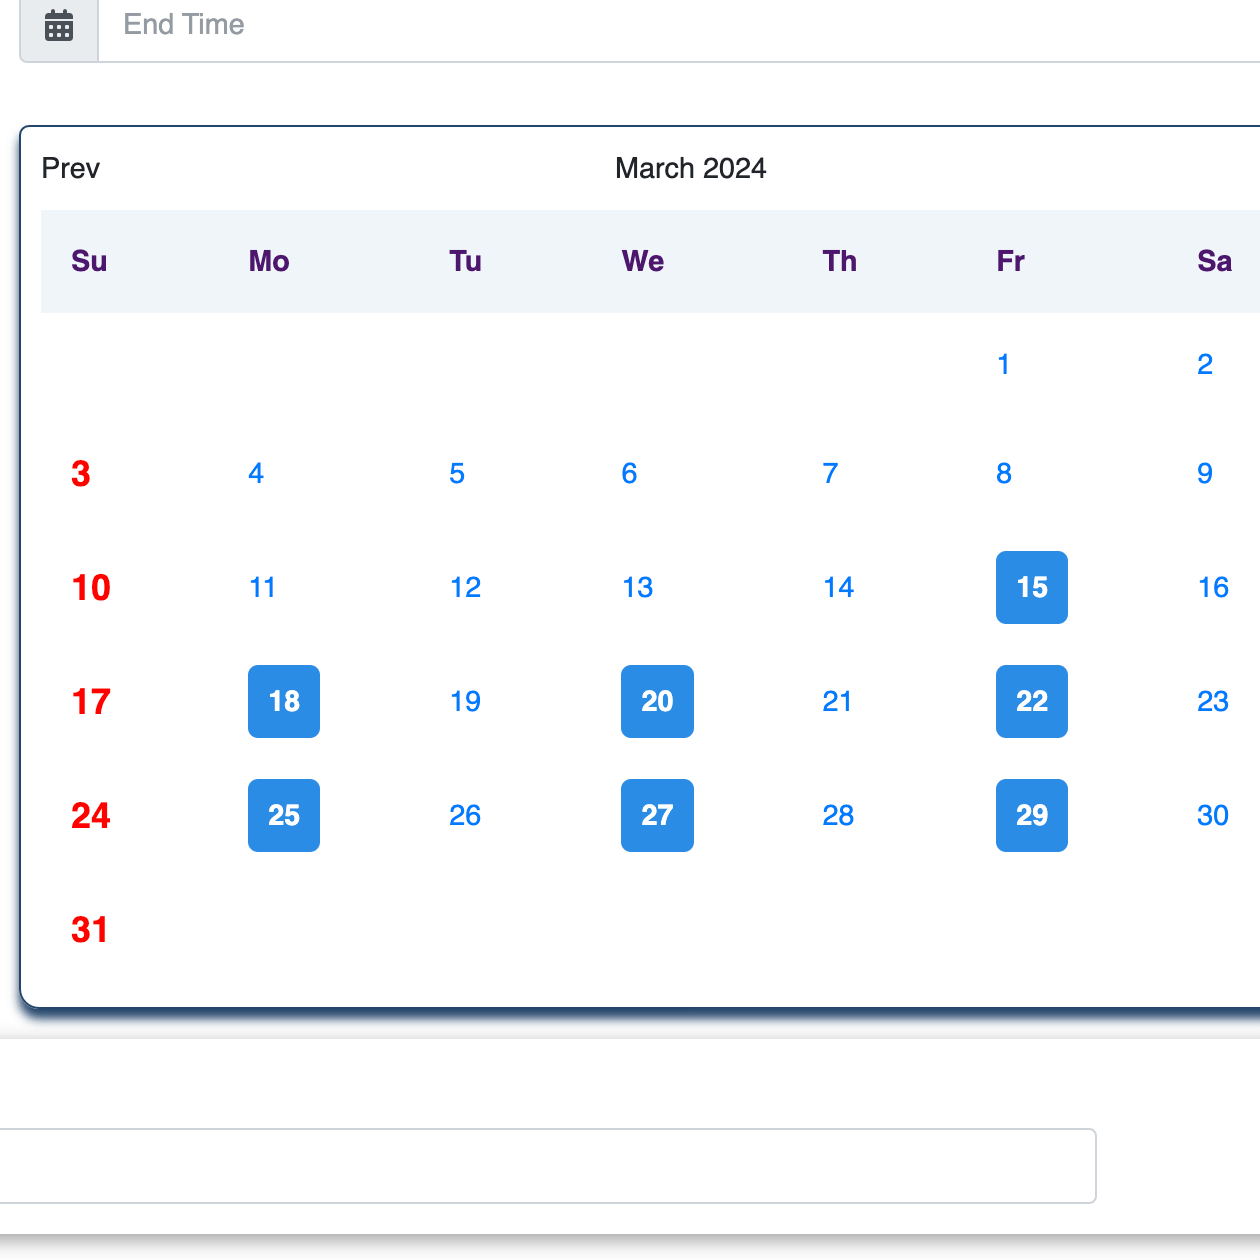 End Time
Prev March 2024
Su Mo Tu We Th Fr Sa
1 2
3 4 5 6 7 8 9
10 11 12 13 14 15 16
17 18 19 20 21 22 23
24 25 26 27 28 29 30
31